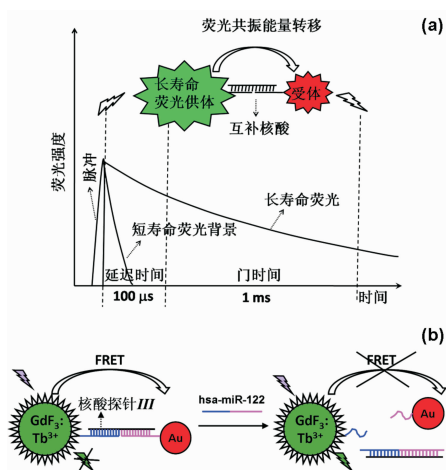 (a)
荧光共振能量转移
长寿命
荧光供体
受体
互补核酸
荧光强度
脉冲
长寿命荧光
短寿命荧光背景
延迟时间
门时间
100 μs
1 ms
时间
(b)
FRET
FRET
hsa-miR-122
核酸探针III
GdF3:
Tb3+
Au
GdF3:
Tb3+
Au